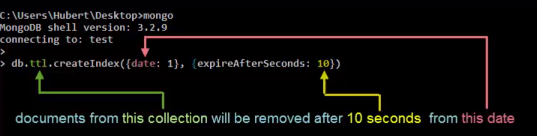 C:\Users\Hubert\Desktop>mongo
MongoDB shell version: 3.2.9
connecting to: test
>
> db.ttl.createIndex({date: 1}, {expireAfterSeconds: 10})
documents from this collection will be removed after 10 seconds from this date